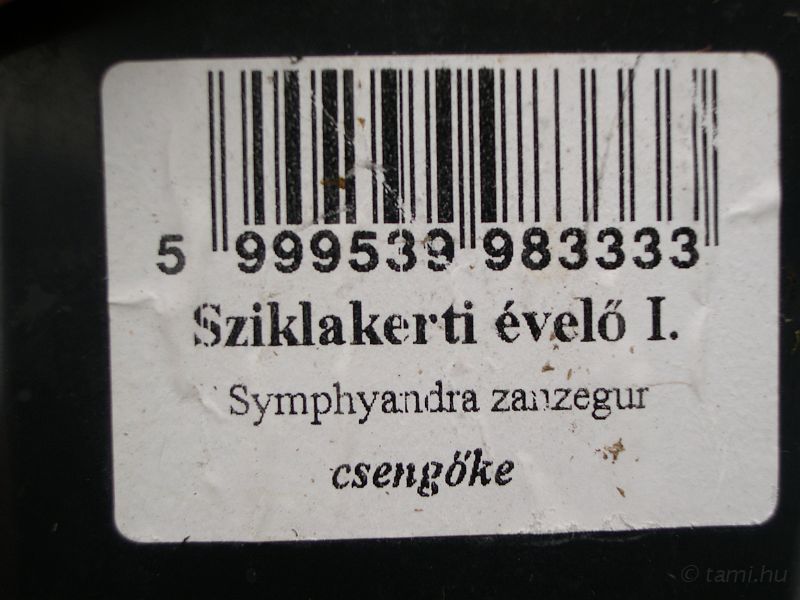 5 999539 983333
Sziklakerti évelő I.
Symphyandra zanzegur
csengőke
© tami.hu